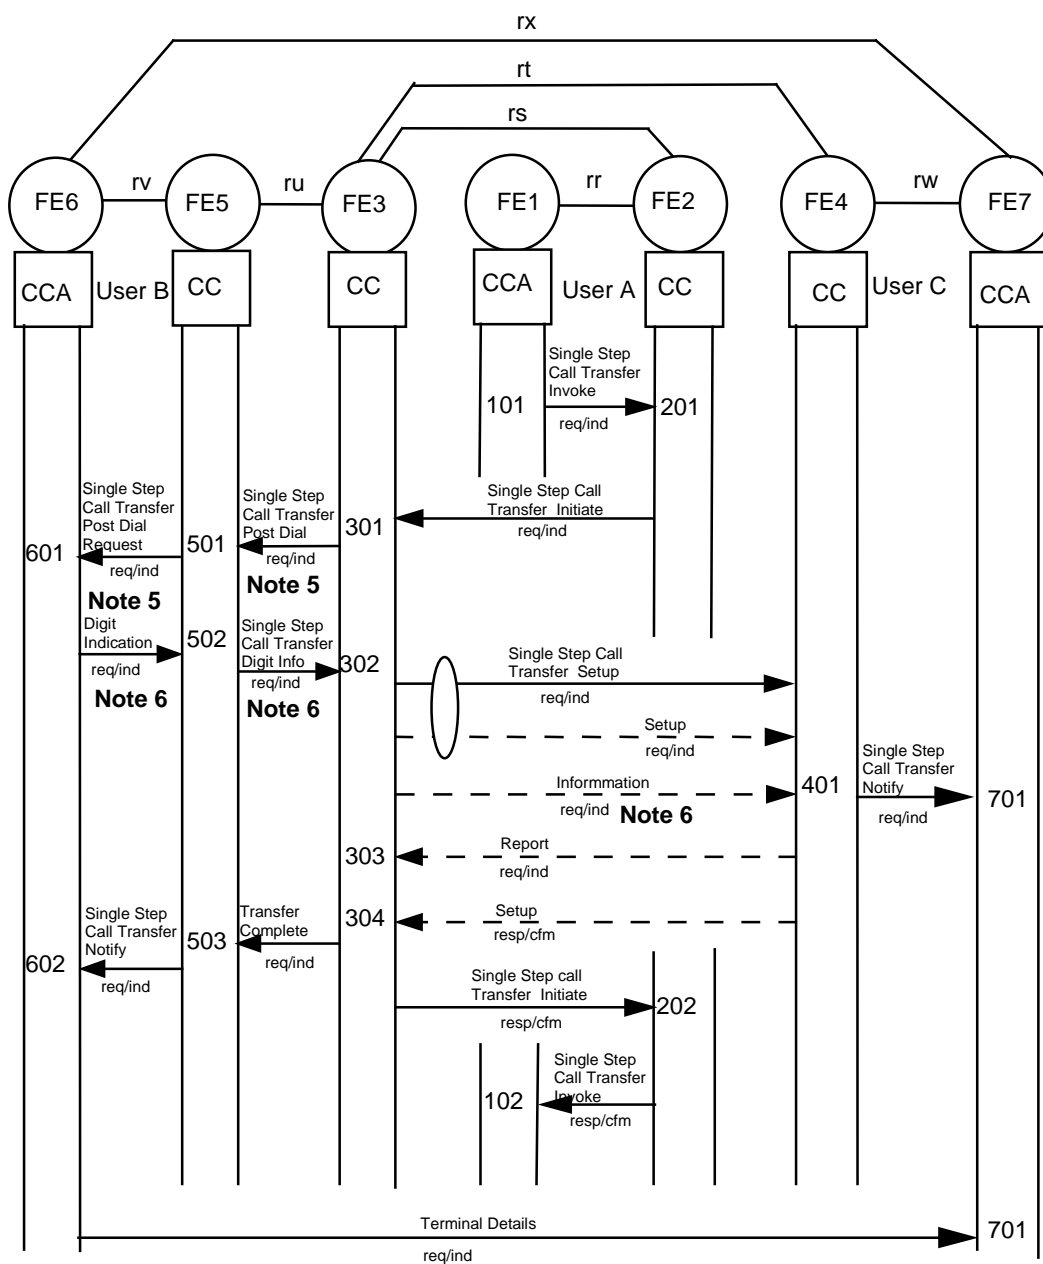 rx
rt
rs
rv
ru
rr
rw
FE6
FE5
FE3
FE1
FE2
FE4
FE7
CCA
User B
CC
CC
CCA
User A
CC
CC
User C
CCA
Single Step
Call Transfer
Invoke
101
201
req/ind
Single Step Call
Transfer Initiate
req/ind
301
Single Step
Call Transfer
Post Dial
req/ind
Note 5
501
Single Step
Call Transfer
Post Dial
Request
req/ind
Note 5
601
Digit
Indication
req/ind
Note 6
502
Single Step
Call Transfer
Digit Info
req/ind
Note 6
302
Single Step Call
Transfer Setup
req/ind
Setup
req/ind
Informmation
req/ind
Note 6
401
Single Step
Call Transfer
Notify
req/ind
701
Report
req/ind
303
Setup
resp/cfm
304
Transfer
Complete
req/ind
503
Single Step
Call Transfer
Notify
req/ind
602
Single Step call
Transfer Initiate
resp/cfm
202
Single Step
Call Transfer
Invoke
resp/cfm
102
Terminal Details
req/ind
701